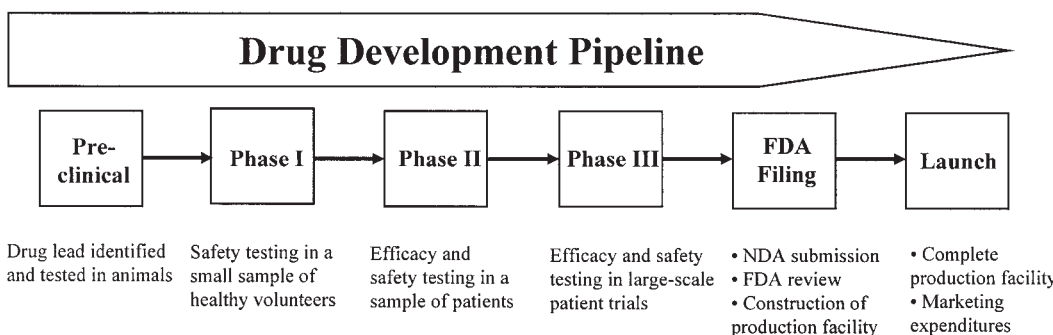 Drug Development Pipeline
Pre-
clinical
Phase I
Phase II
Phase III
FDA
Filing
Launch
Drug lead identified
and tested in animals
Safety testing in a
small sample of
healthy volunteers
Efficacy and
safety testing in a
sample of patients
Efficacy and safety
testing in large-scale
patient trials
• NDA submission
• FDA review
• Construction of
production facility
• Complete
production facility
• Marketing
expenditures